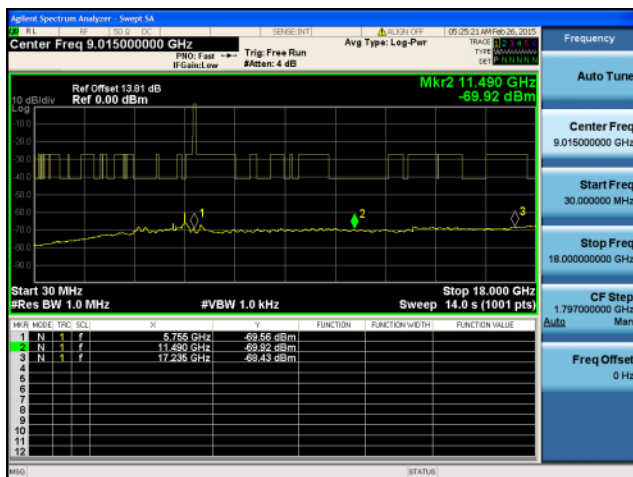 Agilent Spectrum Analyzer - Swept SA
RL RF 50 Ω DC SENSE:INT ALIGN OFF 05:25:21 AM Feb 26, 2015
Center Freq 9.015000000 GHz
PNO: Fast
IFGain:Low
Trig: Free Run
#Atten: 4 dB
Avg Type: Log-Pwr
TRACE 1 2 3 4 5 6
TYPE
DET P N N N N N
Ref Offset 13.81 dB
Ref 0.00 dBm
Mkr2 11.490 GHz
-69.92 dBm
10 dB/div
Log
-10.0
-20.0
-30.0
-40.0
-50.0
-60.0
-70.0
-80.0
-90.0
1
2
3
Start 30 MHz
Stop 18.000 GHz
#Res BW 1.0 MHz
#VBW 1.0 kHz
Sweep 14.0 s (1001 pts)
MKR MODE TRC SCL X Y FUNCTION FUNCTION WIDTH FUNCTION VALUE
1 N 1 f 5.755 GHz -69.56 dBm
2 N 1 f 11.490 GHz -69.92 dBm
3 N 1 f 17.235 GHz -68.43 dBm
4
5
6
7
8
9
10
11
12
MSG STATUS
Frequency
Auto Tune
Center Freq
9.015000000 GHz
Start Freq
30.000000 MHz
Stop Freq
18.000000000 GHz
CF Step
1.797000000 GHz
Auto Man
Freq Offset
0 Hz